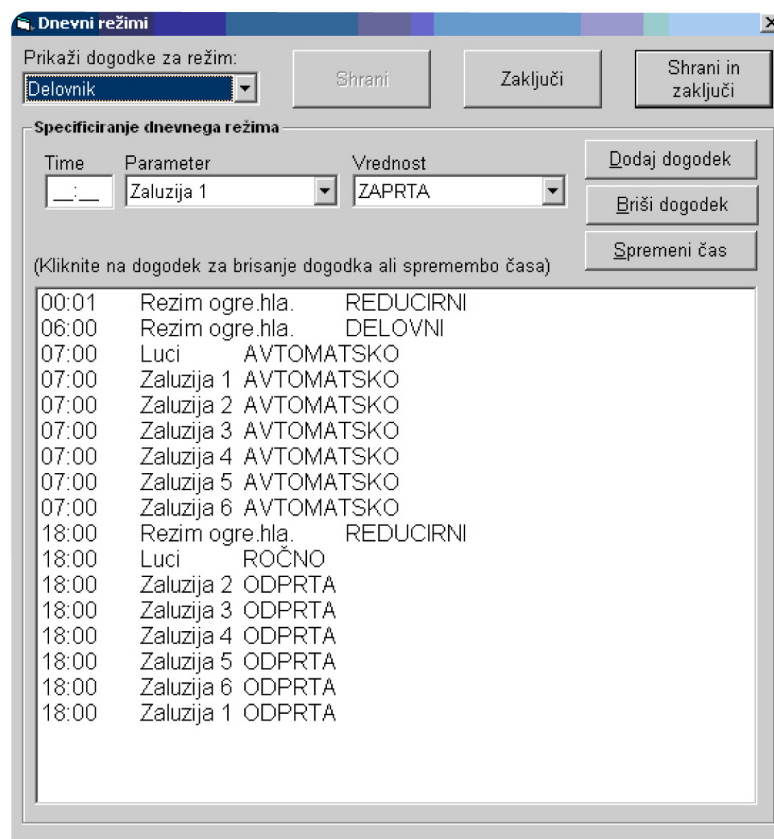 Dnevni režimi
Prikaži dogodke za režim:
Delovnik
Shrani
Zaključi
Shrani in
zaključi
Specificiranje dnevnega režima
Time Parameter Vrednost
__:__ Zaluzija 1 ZAPRTA
Dodaj dogodek
Briši dogodek
Spremeni čas
(Kliknite na dogodek za brisanje dogodka ali spremembo časa)
00:01 Rezim ogre.hla. REDUCIRNI
06:00 Rezim ogre.hla. DELOVNI
07:00 Luci AVTOMATSKO
07:00 Zaluzija 1 AVTOMATSKO
07:00 Zaluzija 2 AVTOMATSKO
07:00 Zaluzija 3 AVTOMATSKO
07:00 Zaluzija 4 AVTOMATSKO
07:00 Zaluzija 5 AVTOMATSKO
07:00 Zaluzija 6 AVTOMATSKO
18:00 Rezim ogre.hla. REDUCIRNI
18:00 Luci ROČNO
18:00 Zaluzija 2 ODPRTA
18:00 Zaluzija 3 ODPRTA
18:00 Zaluzija 4 ODPRTA
18:00 Zaluzija 5 ODPRTA
18:00 Zaluzija 6 ODPRTA
18:00 Zaluzija 1 ODPRTA